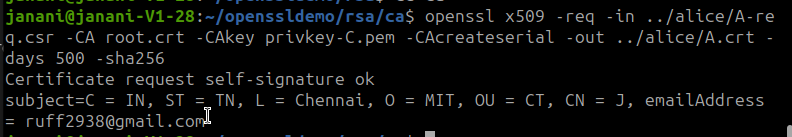 janani@janani-V1-28:~/openssldemo/rsa/ca$ openssl x509 -req -in ../alice/A-re
q.csr -CA root.crt -CAkey privkey-C.pem -CAcreateserial -out ../alice/A.crt -
days 500 -sha256
Certificate request self-signature ok
subject=C = IN, ST = TN, L = Chennai, O = MIT, OU = CT, CN = J, emailAddress
= ruff2938@gmail.com